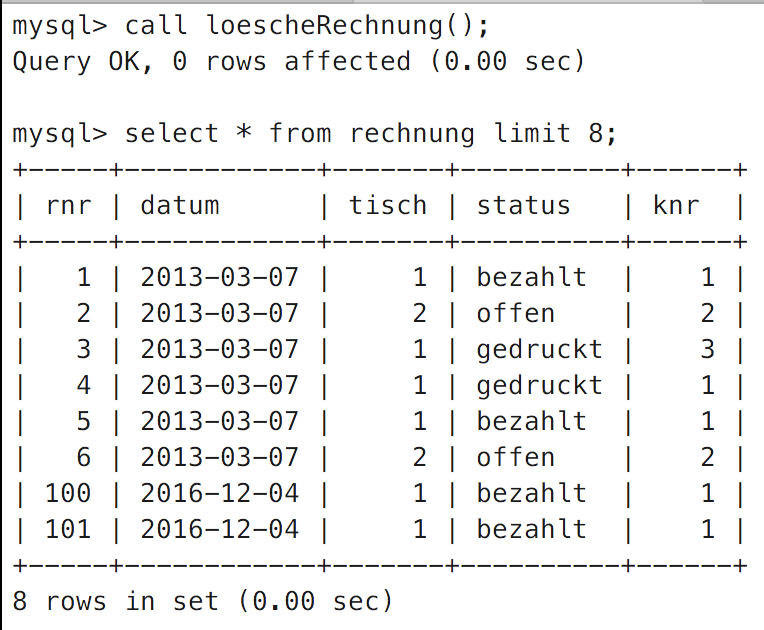 mysql> call loescheRechnung();
Query OK, 0 rows affected (0.00 sec)

mysql> select * from rechnung limit 8;
+-----+------------+-------+----------+------+
| rnr | datum      | tisch | status   | knr  |
+-----+------------+-------+----------+------+
|   1 | 2013-03-07 |     1 | bezahlt  |    1 |
|   2 | 2013-03-07 |     2 | offen    |    2 |
|   3 | 2013-03-07 |     1 | gedruckt |    3 |
|   4 | 2013-03-07 |     1 | gedruckt |    1 |
|   5 | 2013-03-07 |     1 | bezahlt  |    1 |
|   6 | 2013-03-07 |     2 | offen    |    2 |
| 100 | 2016-12-04 |     1 | bezahlt  |    1 |
| 101 | 2016-12-04 |     1 | bezahlt  |    1 |
+-----+------------+-------+----------+------+
8 rows in set (0.00 sec)